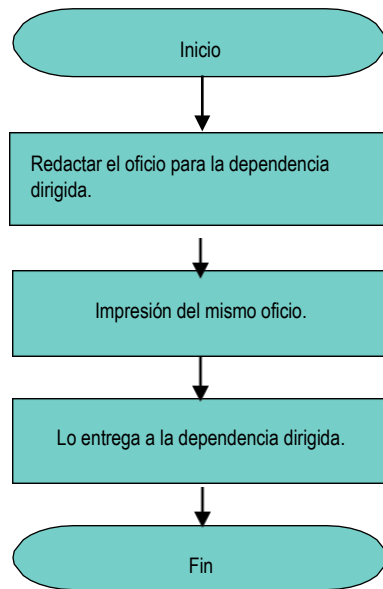 Inicio
Redactar el oficio para la dependencia
dirigida.
Impresión del mismo oficio.
Lo entrega a la dependencia dirigida.
Fin